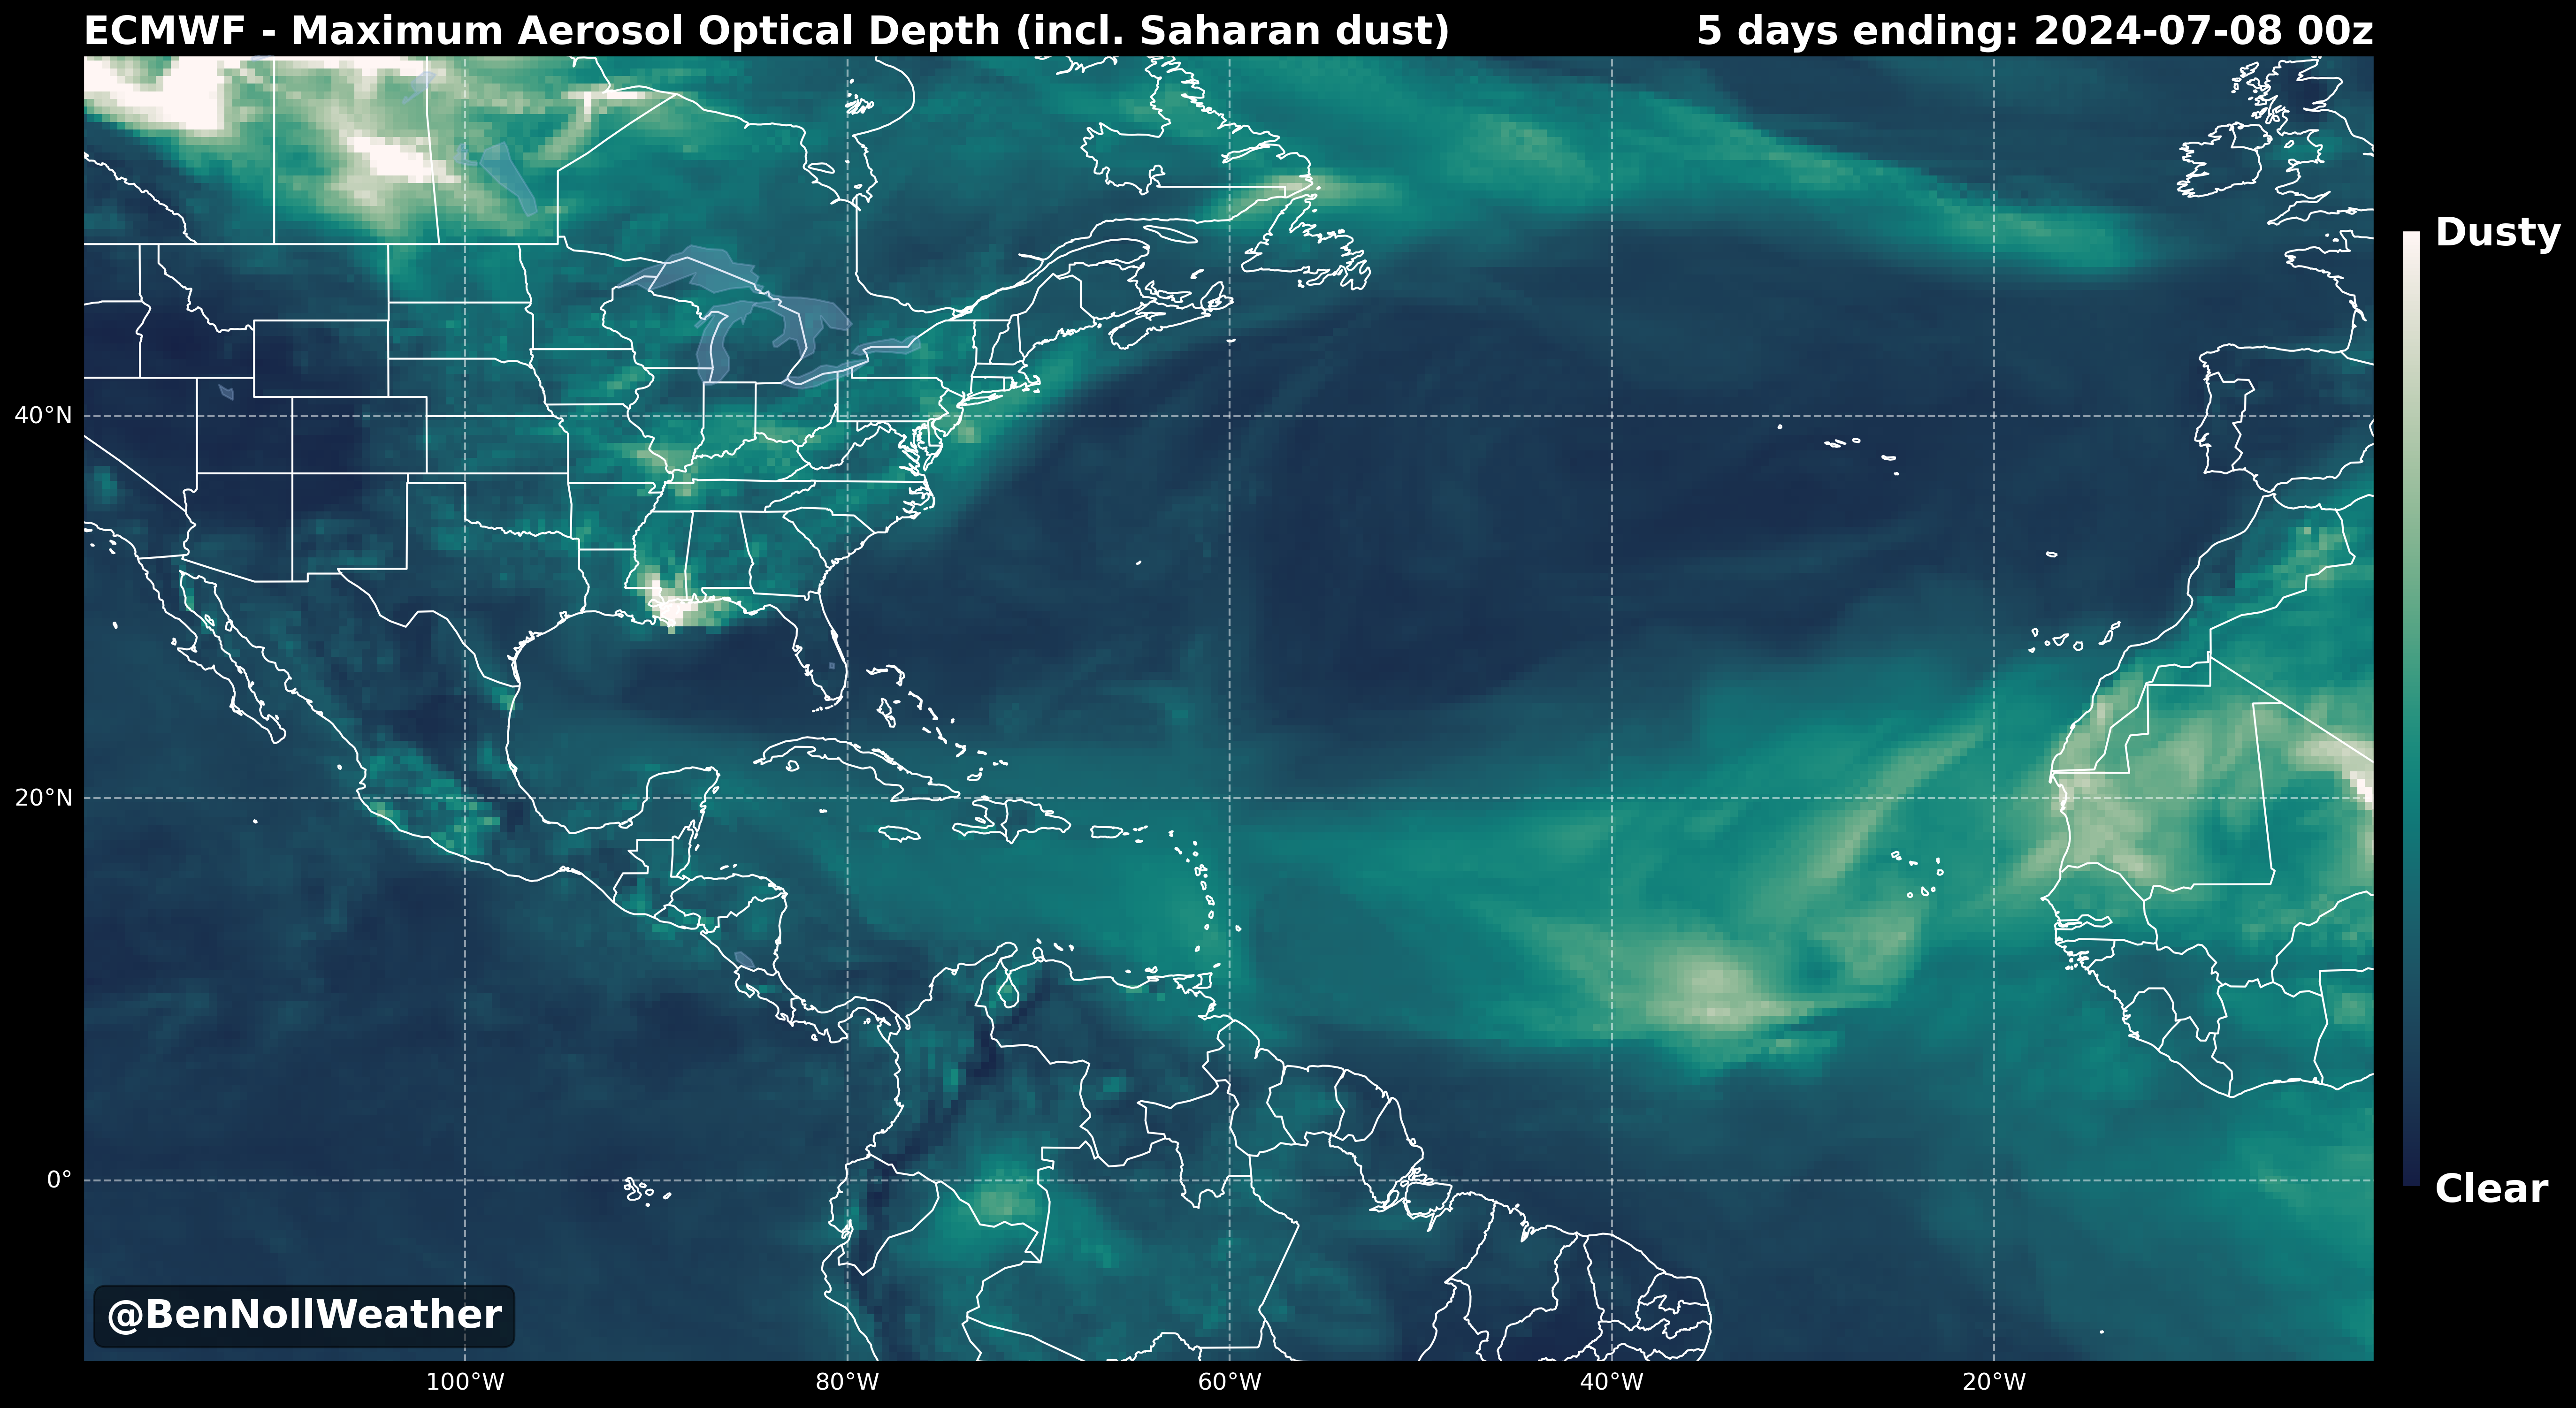 ECMWF - Maximum Aerosol Optical Depth (incl. Saharan dust) 5 days ending: 2024-07-08 00z
Dusty
40°N
20°N
0°
Clear
@BenNollWeather
100°W 80°W 60°W 40°W 20°W